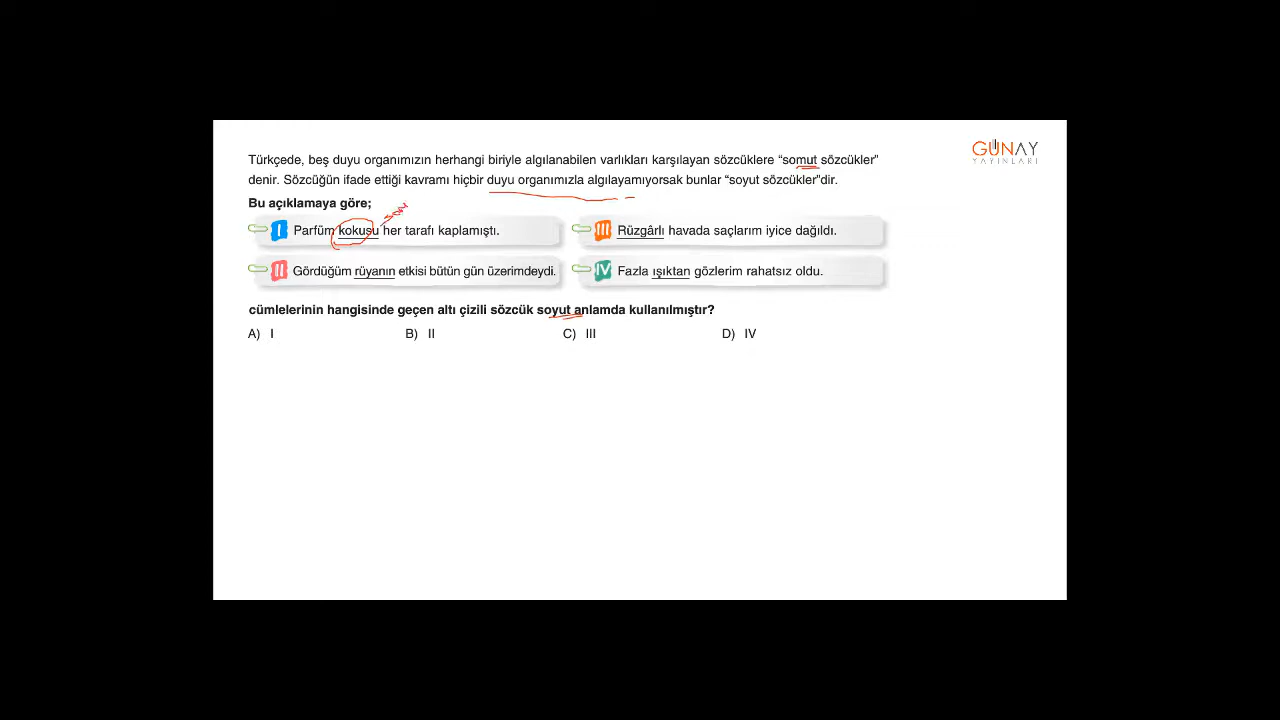 GÜNAY
YAYINLARI
Türkçede, beş duyu organımızın herhangi biriyle algılanabilen varlıkları karşılayan sözcüklere “somut sözcükler”
denir. Sözcüğün ifade ettiği kavramı hiçbir duyu organımızla algılayamıyorsak bunlar “soyut sözcükler”dir.
Bu açıklamaya göre;
I Parfüm kokusu her tarafı kaplamıştı.
III Rüzgârlı havada saçlarım iyice dağıldı.
II Gördüğüm rüyanın etkisi bütün gün üzerimdeydi.
IV Fazla ışıktan gözlerim rahatsız oldu.
cümlelerinin hangisinde geçen altı çizili sözcük soyut anlamda kullanılmıştır?
A) I B) II C) III D) IV